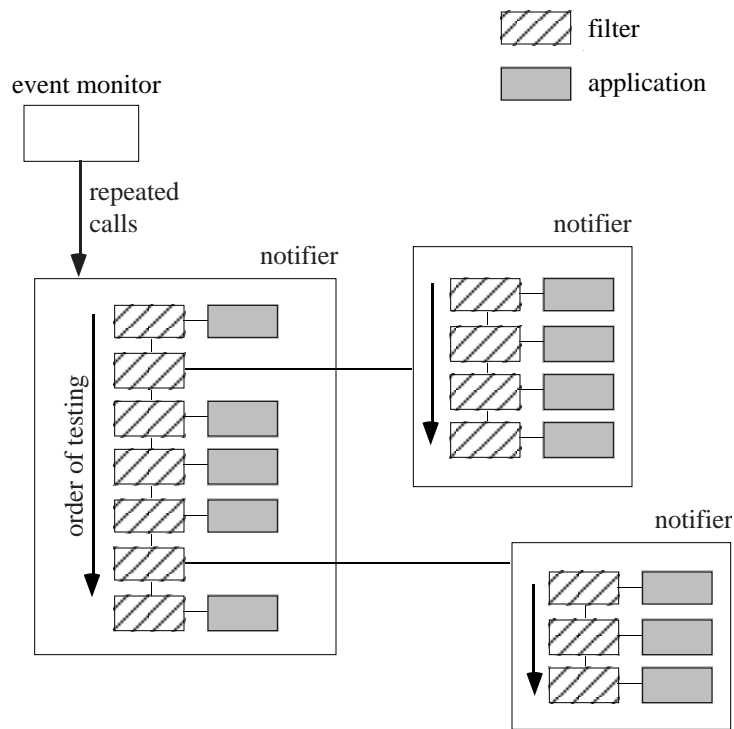 filter
application
event monitor
repeated
calls
notifier
notifier
order of testing
notifier